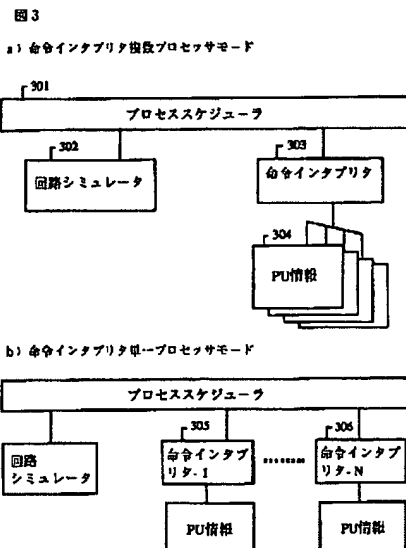 図3
a) 命令インタプリタ複数プロセッサモード
301
プロセススケジューラ
302
303
回路シミュレータ
命令インタプリタ
304
PU情報
b) 命令インタプリタ単一プロセッサモード
プロセススケジューラ
305
306
回路
シミュレータ
命令インタプ
リタ-1
………
命令インタプ
リタ-N
PU情報
PU情報